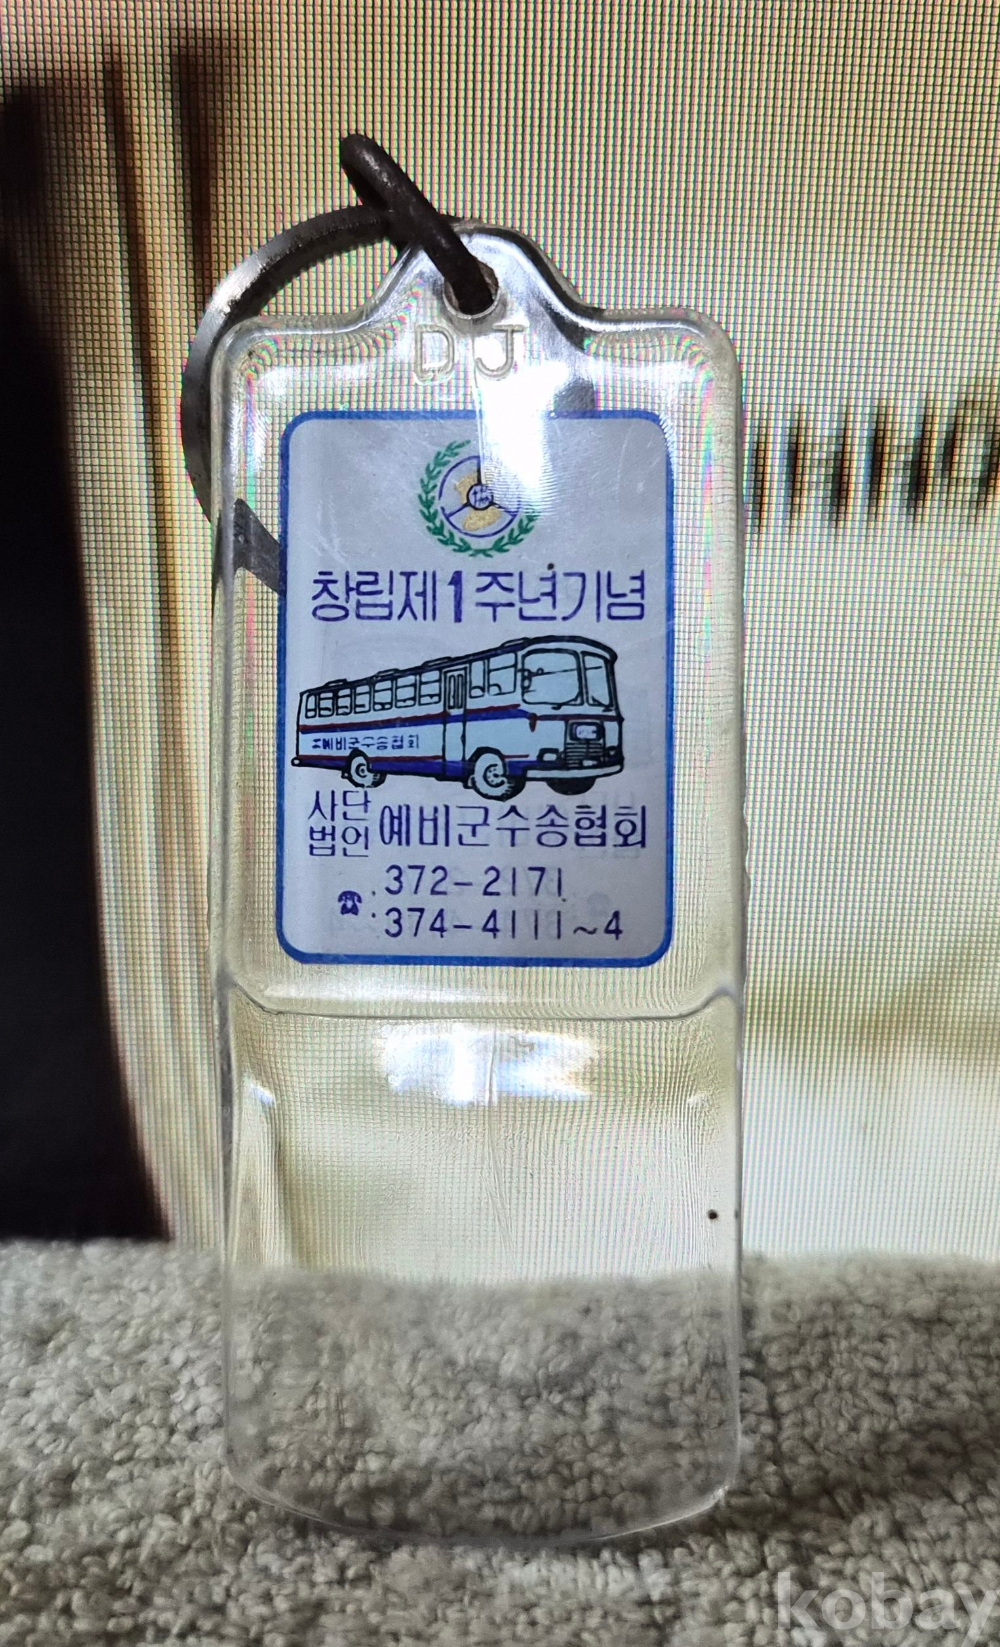 DJ
창립제1주년기념
예비군수송협회
사단법인 예비군수송협회
☎ 372-2171
374-4111~4
kobay